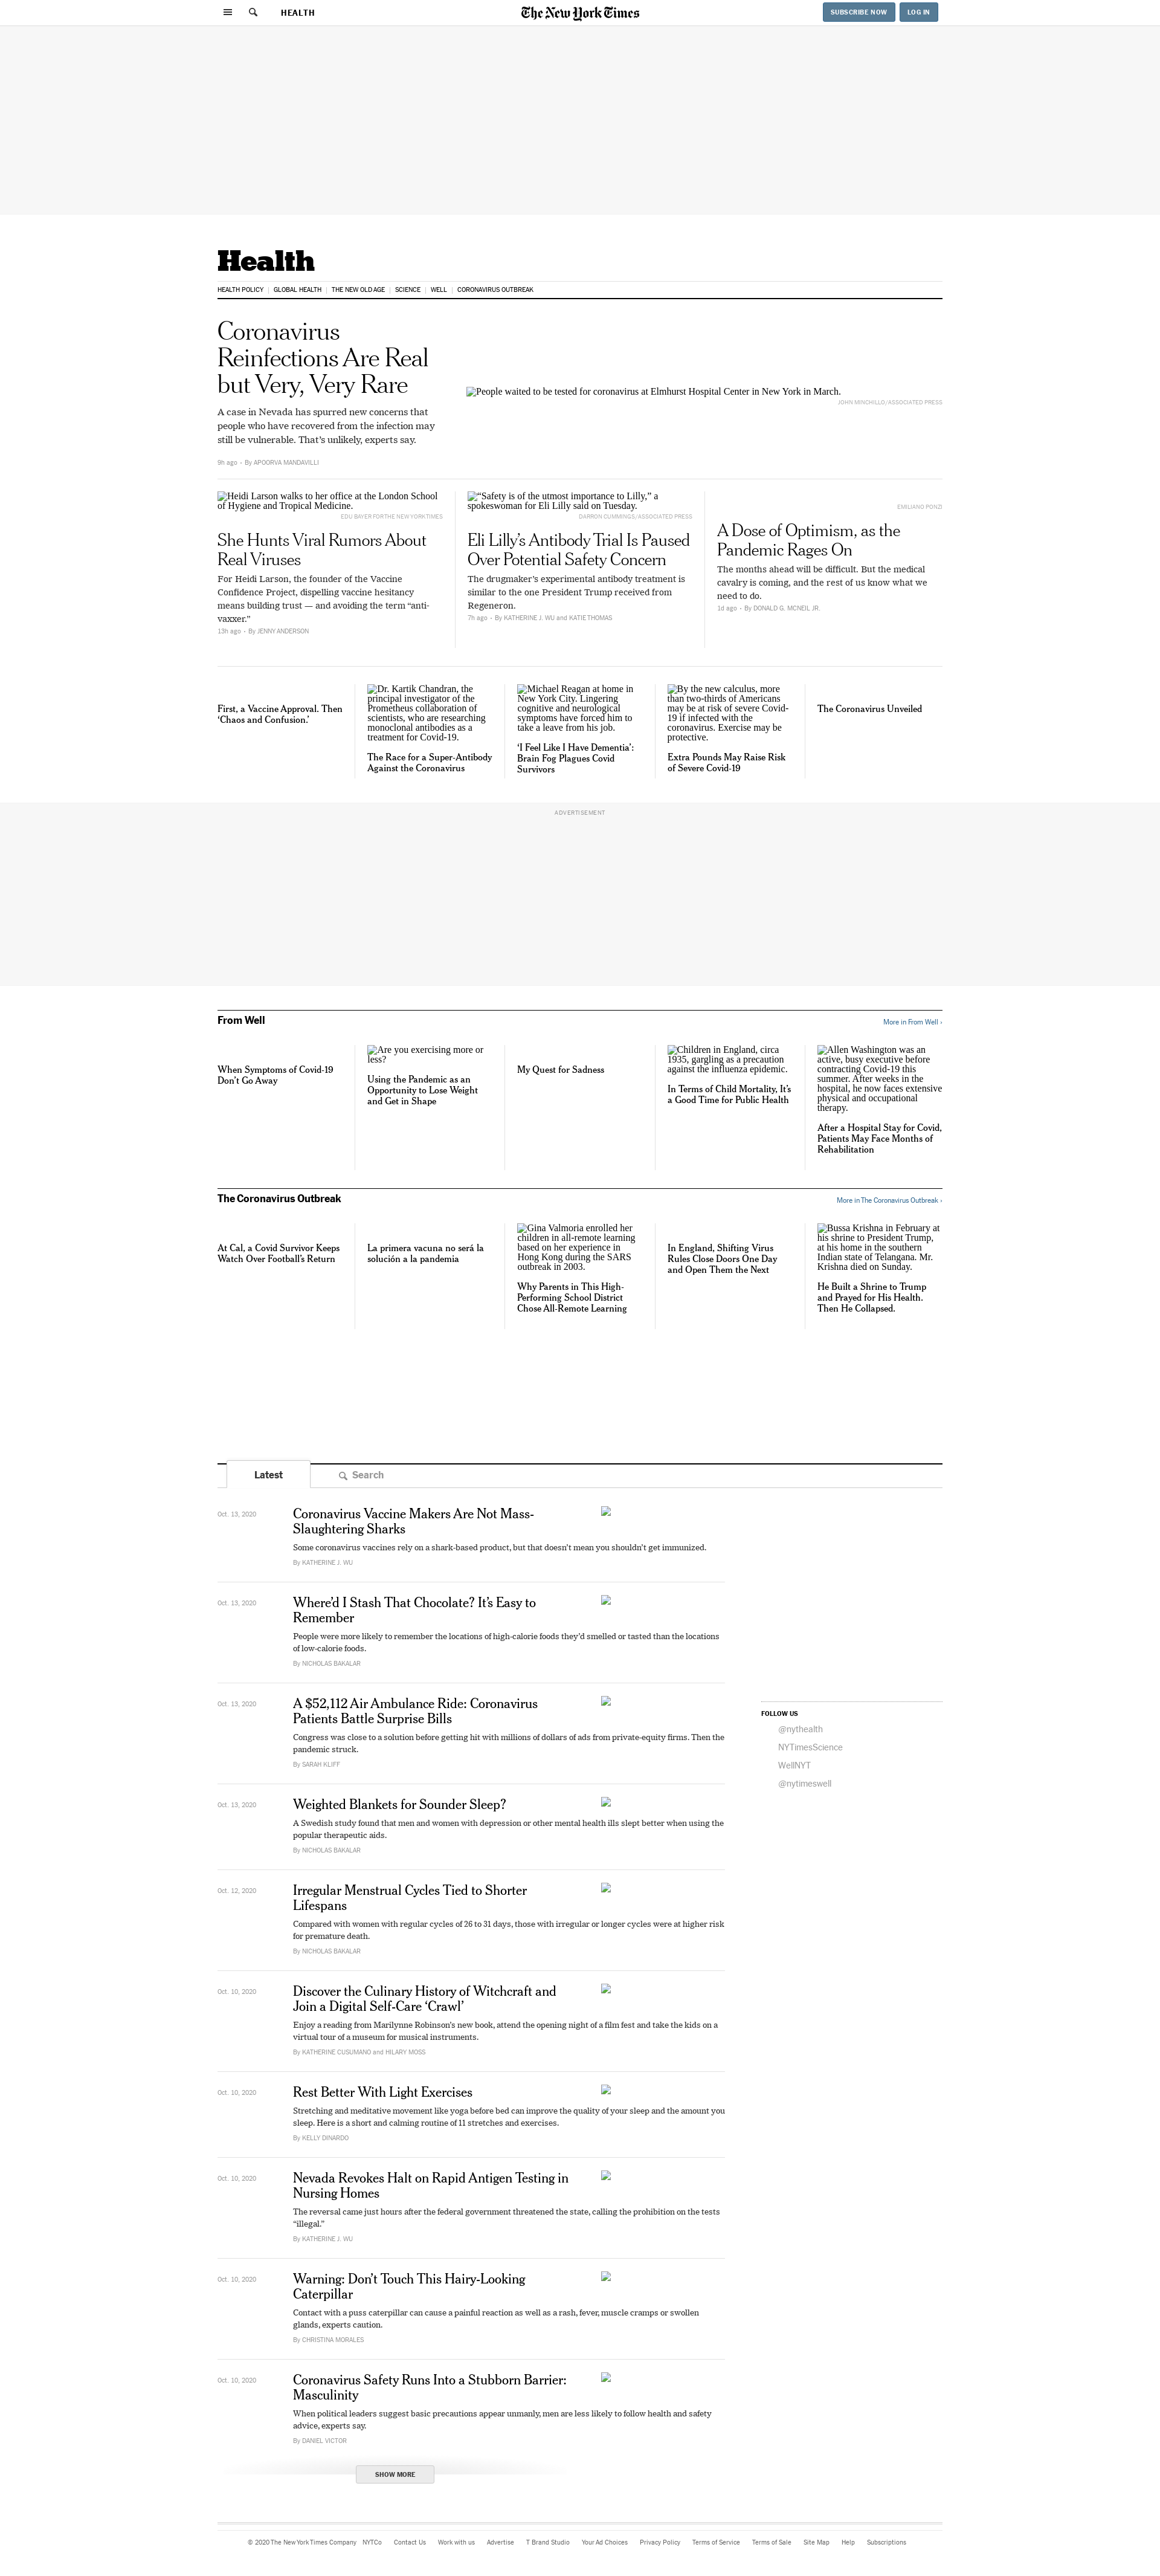 HEALTH
The New York Times
SUBSCRIBE NOW
LOG IN
Health
HEALTH POLICY
GLOBAL HEALTH
THE NEW OLD AGE
SCIENCE
WELL
CORONAVIRUS OUTBREAK
Coronavirus
Reinfections Are Real
but Very, Very Rare
A case in Nevada has spurred new concerns that
people who have recovered from the infection may
still be vulnerable. That’s unlikely, experts say.
9h ago • By APOORVA MANDAVILLI
People waited to be tested for coronavirus at Elmhurst Hospital Center in New York in March.
JOHN MINCHILLO/ASSOCIATED PRESS
Heidi Larson walks to her office at the London School
of Hygiene and Tropical Medicine.
EDU BAYER FOR THE NEW YORK TIMES
She Hunts Viral Rumors About
Real Viruses
For Heidi Larson, the founder of the Vaccine
Confidence Project, dispelling vaccine hesitancy
means building trust — and avoiding the term “anti-
vaxxer.”
13h ago • By JENNY ANDERSON
“Safety is of the utmost importance to Lilly,” a
spokeswoman for Eli Lilly said on Tuesday.
DARRON CUMMINGS/ASSOCIATED PRESS
Eli Lilly’s Antibody Trial Is Paused
Over Potential Safety Concern
The drugmaker’s experimental antibody treatment is
similar to the one President Trump received from
Regeneron.
7h ago • By KATHERINE J. WU and KATIE THOMAS
EMILIANO PONZI
A Dose of Optimism, as the
Pandemic Rages On
The months ahead will be difficult. But the medical
cavalry is coming, and the rest of us know what we
need to do.
1d ago • By DONALD G. MCNEIL JR.
First, a Vaccine Approval. Then
‘Chaos and Confusion.’
Dr. Kartik Chandran, the
principal investigator of the
Prometheus collaboration of
scientists, who are researching
monoclonal antibodies as a
treatment for Covid-19.
The Race for a Super-Antibody
Against the Coronavirus
Michael Reagan at home in
New York City. Lingering
cognitive and neurological
symptoms have forced him to
take a leave from his job.
‘I Feel Like I Have Dementia’:
Brain Fog Plagues Covid
Survivors
By the new calculus, more
than two-thirds of Americans
may be at risk of severe Covid-
19 if infected with the
coronavirus. Exercise may be
protective.
Extra Pounds May Raise Risk
of Severe Covid-19
The Coronavirus Unveiled
ADVERTISEMENT
From Well
More in From Well ›
When Symptoms of Covid-19
Don’t Go Away
Are you exercising more or
less?
Using the Pandemic as an
Opportunity to Lose Weight
and Get in Shape
My Quest for Sadness
Children in England, circa
1935, gargling as a precaution
against the influenza epidemic.
In Terms of Child Mortality, It’s
a Good Time for Public Health
Allen Washington was an
active, busy executive before
contracting Covid-19 this
summer. After weeks in the
hospital, he now faces extensive
physical and occupational
therapy.
After a Hospital Stay for Covid,
Patients May Face Months of
Rehabilitation
The Coronavirus Outbreak
More in The Coronavirus Outbreak ›
At Cal, a Covid Survivor Keeps
Watch Over Football’s Return
La primera vacuna no será la
solución a la pandemia
Gina Valmoria enrolled her
children in all-remote learning
based on her experience in
Hong Kong during the SARS
outbreak in 2003.
Why Parents in This High-
Performing School District
Chose All-Remote Learning
In England, Shifting Virus
Rules Close Doors One Day
and Open Them the Next
Bussa Krishna in February at
his shrine to President Trump,
at his home in the southern
Indian state of Telangana. Mr.
Krishna died on Sunday.
He Built a Shrine to Trump
and Prayed for His Health.
Then He Collapsed.
Latest
Search
Oct. 13, 2020
Coronavirus Vaccine Makers Are Not Mass-
Slaughtering Sharks
Some coronavirus vaccines rely on a shark-based product, but that doesn’t mean you shouldn’t get immunized.
By KATHERINE J. WU
Oct. 13, 2020
Where’d I Stash That Chocolate? It’s Easy to
Remember
People were more likely to remember the locations of high-calorie foods they’d smelled or tasted than the locations
of low-calorie foods.
By NICHOLAS BAKALAR
Oct. 13, 2020
A $52,112 Air Ambulance Ride: Coronavirus
Patients Battle Surprise Bills
Congress was close to a solution before getting hit with millions of dollars of ads from private-equity firms. Then the
pandemic struck.
By SARAH KLIFF
FOLLOW US
@nythealth
NYTimesScience
WellNYT
@nytimeswell
Oct. 13, 2020
Weighted Blankets for Sounder Sleep?
A Swedish study found that men and women with depression or other mental health ills slept better when using the
popular therapeutic aids.
By NICHOLAS BAKALAR
Oct. 12, 2020
Irregular Menstrual Cycles Tied to Shorter
Lifespans
Compared with women with regular cycles of 26 to 31 days, those with irregular or longer cycles were at higher risk
for premature death.
By NICHOLAS BAKALAR
Oct. 10, 2020
Discover the Culinary History of Witchcraft and
Join a Digital Self-Care ‘Crawl’
Enjoy a reading from Marilynne Robinson’s new book, attend the opening night of a film fest and take the kids on a
virtual tour of a museum for musical instruments.
By KATHERINE CUSUMANO and HILARY MOSS
Oct. 10, 2020
Rest Better With Light Exercises
Stretching and meditative movement like yoga before bed can improve the quality of your sleep and the amount you
sleep. Here is a short and calming routine of 11 stretches and exercises.
By KELLY DINARDO
Oct. 10, 2020
Nevada Revokes Halt on Rapid Antigen Testing in
Nursing Homes
The reversal came just hours after the federal government threatened the state, calling the prohibition on the tests
“illegal.”
By KATHERINE J. WU
Oct. 10, 2020
Warning: Don’t Touch This Hairy-Looking
Caterpillar
Contact with a puss caterpillar can cause a painful reaction as well as a rash, fever, muscle cramps or swollen
glands, experts caution.
By CHRISTINA MORALES
Oct. 10, 2020
Coronavirus Safety Runs Into a Stubborn Barrier:
Masculinity
When political leaders suggest basic precautions appear unmanly, men are less likely to follow health and safety
advice, experts say.
By DANIEL VICTOR
SHOW MORE
© 2020 The New York Times Company NYTCo Contact Us Work with us Advertise T Brand Studio Your Ad Choices Privacy Policy Terms of Service Terms of Sale Site Map Help Subscriptions